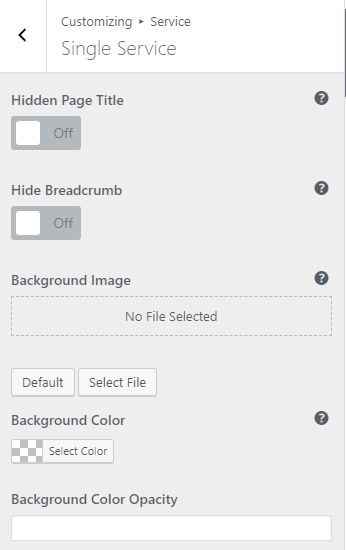 Customizing ▸ Service
Single Service
Hidden Page Title
Off
Hide Breadcrumb
Off
Background Image
No File Selected
Default Select File
Background Color
Select Color
Background Color Opacity